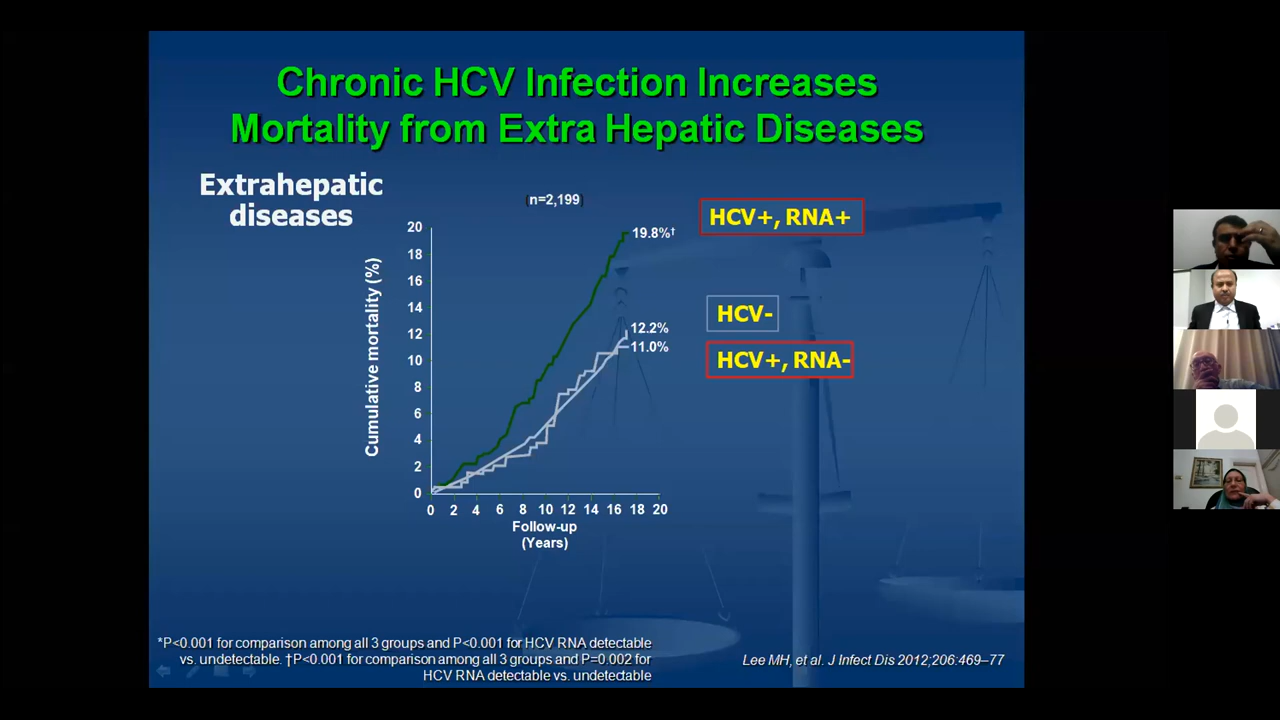 Chronic HCV Infection Increases
Mortality from Extra Hepatic Diseases
Extrahepatic
diseases
(n=2,199)
HCV+, RNA+
HCV-
HCV+, RNA-
Cumulative mortality (%)
20
18
16
14
12
10
8
6
4
2
0
19.8%†
12.2%
11.0%
0 2 4 6 8 10 12 14 16 18 20
Follow-up
(Years)
*P<0.001 for comparison among all 3 groups and P<0.001 for HCV RNA detectable
vs. undetectable. †P<0.001 for comparison among all 3 groups and P=0.002 for
HCV RNA detectable vs. undetectable
Lee MH, et al. J Infect Dis 2012;206:469–77